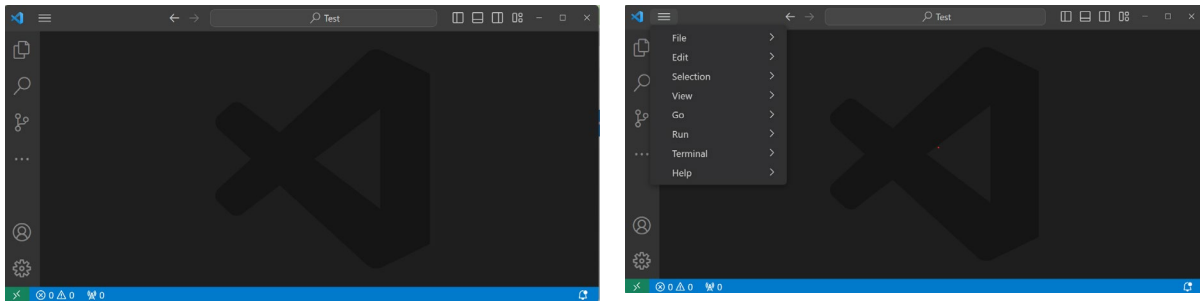 Test
0 0 0
Test
File
Edit
Selection
View
Go
Run
Terminal
Help
0 0 0